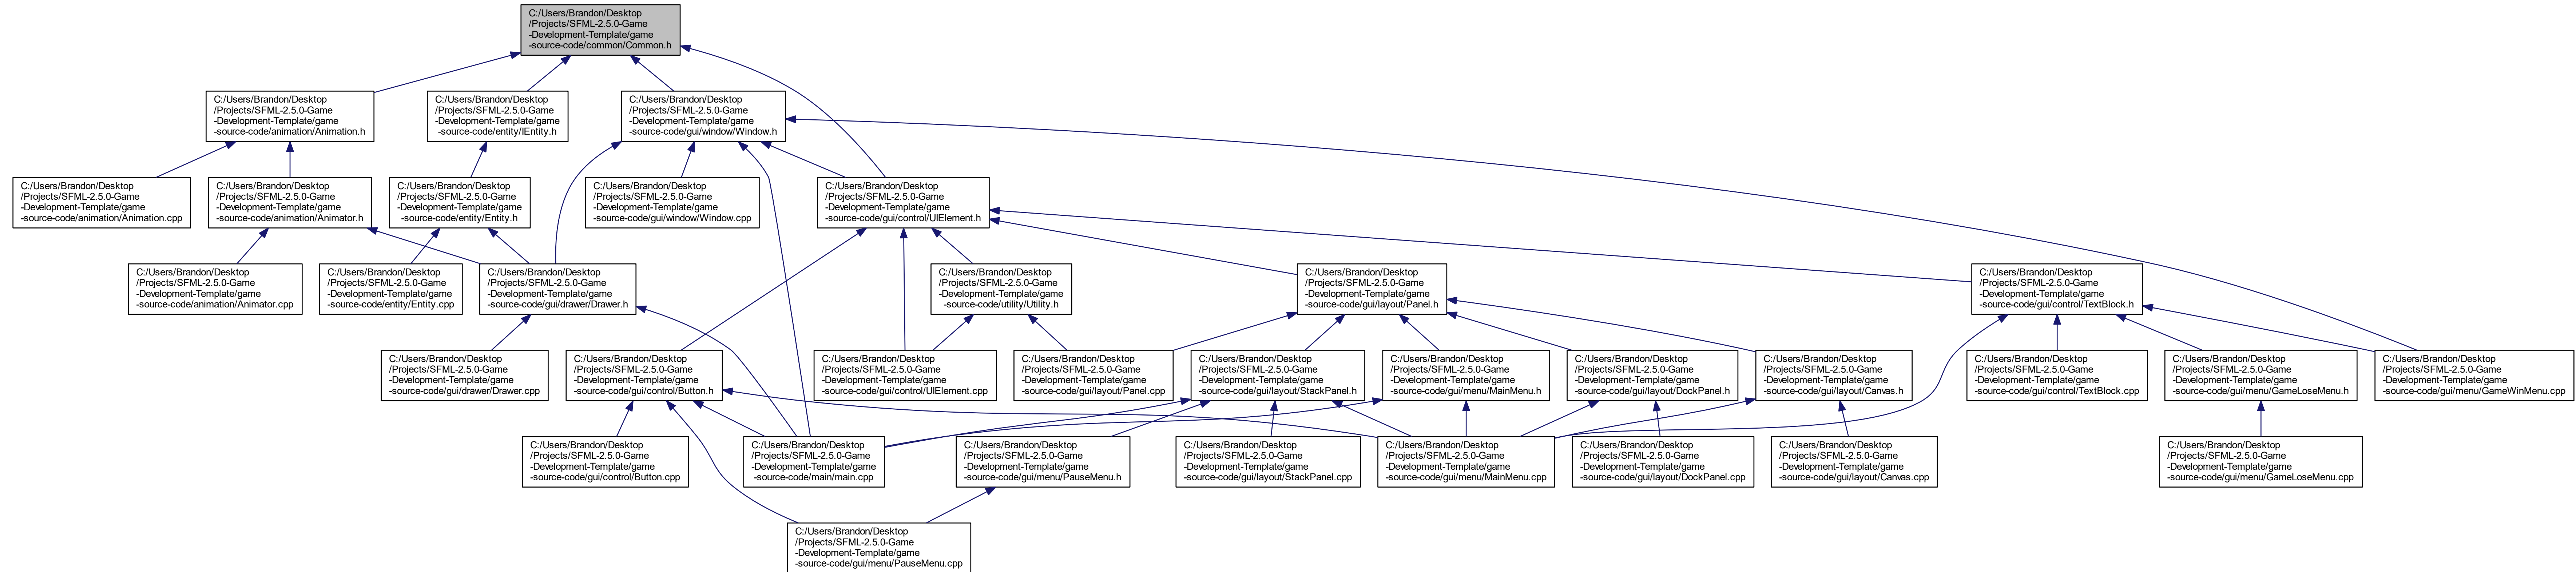 C:/Users/Brandon/Desktop
/Projects/SFML-2.5.0-Game
-Development-Template/game
-source-code/common/Common.h
C:/Users/Brandon/Desktop
/Projects/SFML-2.5.0-Game
-Development-Template/game
-source-code/animation/Animation.h
C:/Users/Brandon/Desktop
/Projects/SFML-2.5.0-Game
-Development-Template/game
-source-code/entity/IEntity.h
C:/Users/Brandon/Desktop
/Projects/SFML-2.5.0-Game
-Development-Template/game
-source-code/gui/window/Window.h
C:/Users/Brandon/Desktop
/Projects/SFML-2.5.0-Game
-Development-Template/game
-source-code/animation/Animation.cpp
C:/Users/Brandon/Desktop
/Projects/SFML-2.5.0-Game
-Development-Template/game
-source-code/animation/Animator.h
C:/Users/Brandon/Desktop
/Projects/SFML-2.5.0-Game
-Development-Template/game
-source-code/entity/Entity.h
C:/Users/Brandon/Desktop
/Projects/SFML-2.5.0-Game
-Development-Template/game
-source-code/gui/window/Window.cpp
C:/Users/Brandon/Desktop
/Projects/SFML-2.5.0-Game
-Development-Template/game
-source-code/gui/control/UIElement.h
C:/Users/Brandon/Desktop
/Projects/SFML-2.5.0-Game
-Development-Template/game
-source-code/animation/Animator.cpp
C:/Users/Brandon/Desktop
/Projects/SFML-2.5.0-Game
-Development-Template/game
-source-code/entity/Entity.cpp
C:/Users/Brandon/Desktop
/Projects/SFML-2.5.0-Game
-Development-Template/game
-source-code/gui/drawer/Drawer.h
C:/Users/Brandon/Desktop
/Projects/SFML-2.5.0-Game
-Development-Template/game
-source-code/utility/Utility.h
C:/Users/Brandon/Desktop
/Projects/SFML-2.5.0-Game
-Development-Template/game
-source-code/gui/layout/Panel.h
C:/Users/Brandon/Desktop
/Projects/SFML-2.5.0-Game
-Development-Template/game
-source-code/gui/control/TextBlock.h
C:/Users/Brandon/Desktop
/Projects/SFML-2.5.0-Game
-Development-Template/game
-source-code/gui/drawer/Drawer.cpp
C:/Users/Brandon/Desktop
/Projects/SFML-2.5.0-Game
-Development-Template/game
-source-code/gui/control/Button.h
C:/Users/Brandon/Desktop
/Projects/SFML-2.5.0-Game
-Development-Template/game
-source-code/gui/control/UIElement.cpp
C:/Users/Brandon/Desktop
/Projects/SFML-2.5.0-Game
-Development-Template/game
-source-code/gui/layout/Panel.cpp
C:/Users/Brandon/Desktop
/Projects/SFML-2.5.0-Game
-Development-Template/game
-source-code/gui/layout/StackPanel.h
C:/Users/Brandon/Desktop
/Projects/SFML-2.5.0-Game
-Development-Template/game
-source-code/gui/menu/MainMenu.h
C:/Users/Brandon/Desktop
/Projects/SFML-2.5.0-Game
-Development-Template/game
-source-code/gui/layout/DockPanel.h
C:/Users/Brandon/Desktop
/Projects/SFML-2.5.0-Game
-Development-Template/game
-source-code/gui/layout/Canvas.h
C:/Users/Brandon/Desktop
/Projects/SFML-2.5.0-Game
-Development-Template/game
-source-code/gui/control/TextBlock.cpp
C:/Users/Brandon/Desktop
/Projects/SFML-2.5.0-Game
-Development-Template/game
-source-code/gui/menu/GameLoseMenu.h
C:/Users/Brandon/Desktop
/Projects/SFML-2.5.0-Game
-Development-Template/game
-source-code/gui/menu/GameWinMenu.cpp
C:/Users/Brandon/Desktop
/Projects/SFML-2.5.0-Game
-Development-Template/game
-source-code/gui/control/Button.cpp
C:/Users/Brandon/Desktop
/Projects/SFML-2.5.0-Game
-Development-Template/game
-source-code/main/main.cpp
C:/Users/Brandon/Desktop
/Projects/SFML-2.5.0-Game
-Development-Template/game
-source-code/gui/menu/PauseMenu.h
C:/Users/Brandon/Desktop
/Projects/SFML-2.5.0-Game
-Development-Template/game
-source-code/gui/layout/StackPanel.cpp
C:/Users/Brandon/Desktop
/Projects/SFML-2.5.0-Game
-Development-Template/game
-source-code/gui/menu/MainMenu.cpp
C:/Users/Brandon/Desktop
/Projects/SFML-2.5.0-Game
-Development-Template/game
-source-code/gui/layout/DockPanel.cpp
C:/Users/Brandon/Desktop
/Projects/SFML-2.5.0-Game
-Development-Template/game
-source-code/gui/layout/Canvas.cpp
C:/Users/Brandon/Desktop
/Projects/SFML-2.5.0-Game
-Development-Template/game
-source-code/gui/menu/GameLoseMenu.cpp
C:/Users/Brandon/Desktop
/Projects/SFML-2.5.0-Game
-Development-Template/game
-source-code/gui/menu/PauseMenu.cpp